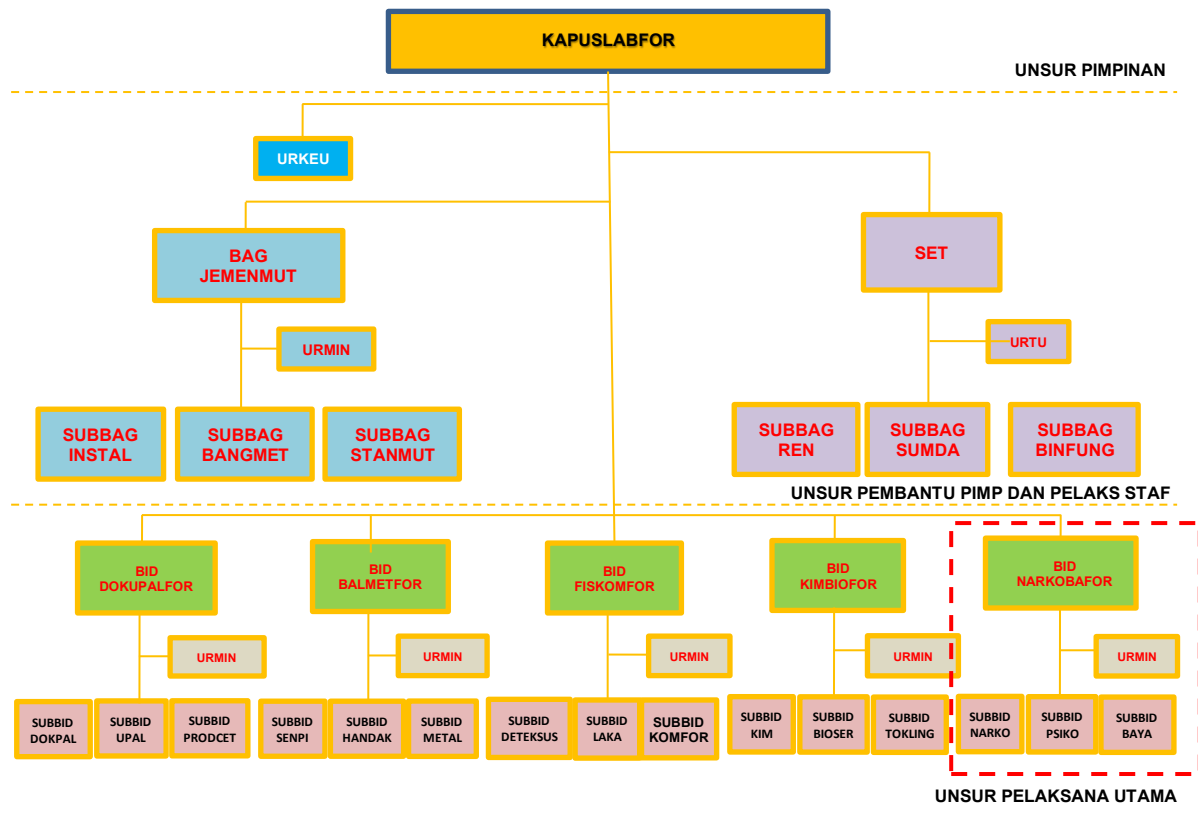 KAPUSLABFOR
UNSUR PIMPINAN
URKEU
BAG
JEMENMUT
SET
URMIN
URTU
SUBBAG
INSTAL
SUBBAG
BANGMET
SUBBAG
STANMUT
SUBBAG
REN
SUBBAG
SUMDA
SUBBAG
BINFUNG
UNSUR PEMBANTU PIMP DAN PELAKS STAF
BID
DOKUPALFOR
BID
BALMETFOR
BID
FISKOMFOR
BID
KIMBIOFOR
BID
NARKOBAFOR
URMIN
URMIN
URMIN
URMIN
URMIN
SUBBID
DOKPAL
SUBBID
UPAL
SUBBID
PRODCET
SUBBID
SENPI
SUBBID
HANDAK
SUBBID
METAL
SUBBID
DETEKSUS
SUBBID
LAKA
SUBBID
KOMFOR
SUBBID
KIM
SUBBID
BIOSER
SUBBID
TOKLING
SUBBID
NARKO
SUBBID
PSIKO
SUBBID
BAYA
UNSUR PELAKSANA UTAMA